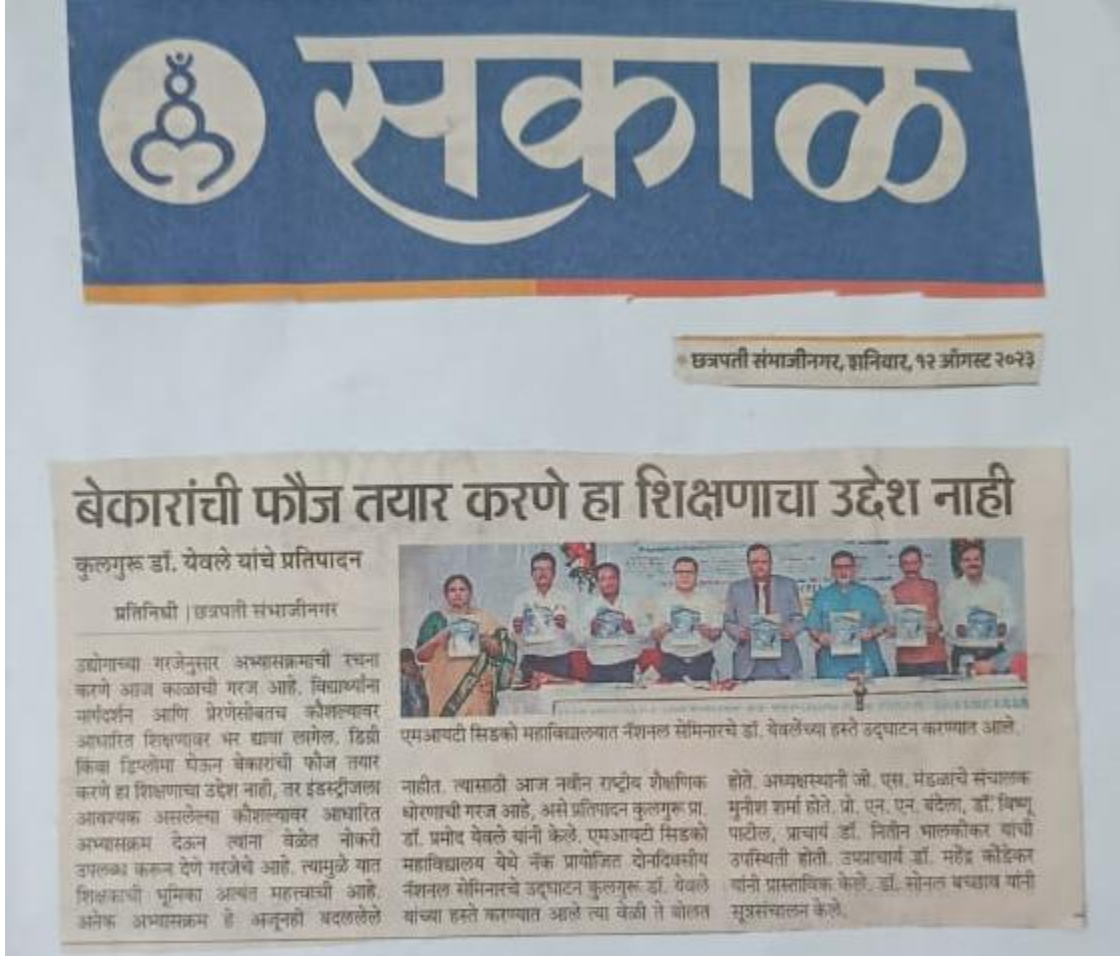 सकाळ
छत्रपती संभाजीनगर, शनिवार, १२ ऑगस्ट २०२३
बेकारांची फौज तयार करणे हा शिक्षणाचा उद्देश नाही
कुलगुरू डॉ. येवले यांचे प्रतिपादन
प्रतिनिधी | छत्रपती संभाजीनगर
उद्योगाच्या गरजेनुसार अभ्यासक्रमाची रचना
करणे आज काळाची गरज आहे. विद्यार्थ्यांना
मार्गदर्शन आणि प्रेरणेसोबतच कौशल्यावर
आधारित शिक्षणावर भर द्यावा लागेल. डिग्री
किंवा डिप्लोमा घेऊन बेकारांची फौज तयार
करणे हा शिक्षणाचा उद्देश नाही, तर इंडस्ट्रीजला
आवश्यक असलेल्या कौशल्यावर आधारित
अभ्यासक्रम देऊन त्यांना वेळेत नोकरी
उपलब्ध करून देणे गरजेचे आहे. त्यामुळे यात
शिक्षकाची भूमिका अत्यंत महत्त्वाची आहे.
अनेक अभ्यासक्रम हे अजूनही बदललेले
एमआयटी सिडको महाविद्यालयात नॅशनल सेमिनारचे डॉ. येवलेंच्या हस्ते उद्‌घाटन करण्यात आले.
नाहीत. त्यासाठी आज नवीन राष्ट्रीय शैक्षणिक
धोरणाची गरज आहे, असे प्रतिपादन कुलगुरू प्रा.
डॉ. प्रमोद येवले यांनी केले. एमआयटी सिडको
महाविद्यालय येथे नॅक प्रायोजित दोनदिवसीय
नॅशनल सेमिनारचे उद्‌घाटन कुलगुरू डॉ. येवले
यांच्या हस्ते करण्यात आले त्या वेळी ते बोलत
होते. अध्यक्षस्थानी जी. एस. मंडळाचे संचालक
मुनीश शर्मा होते. प्रो. एन. एन. बंदेला, डॉ. विष्णू
पाटील, प्राचार्य डॉ. नितीन भालकीकर यांची
उपस्थिती होती. उपप्राचार्य डॉ. महेंद्र कोंडेकर
यांनी प्रास्ताविक केले. डॉ. सोनल बच्छाव यांनी
सूत्रसंचालन केले.